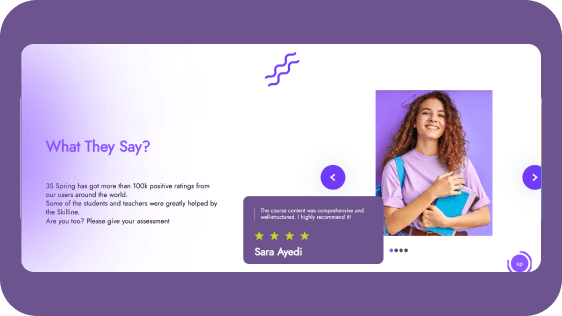 What They Say?
3S Spring has got more than 100k positive ratings from
our users around the world.
Some of the students and teachers were greatly helped by
the Skilline.
Are you too? Please give your assessment
The course content was comprehensive and
well-structured. I highly recommend it!
Sara Ayedi
up